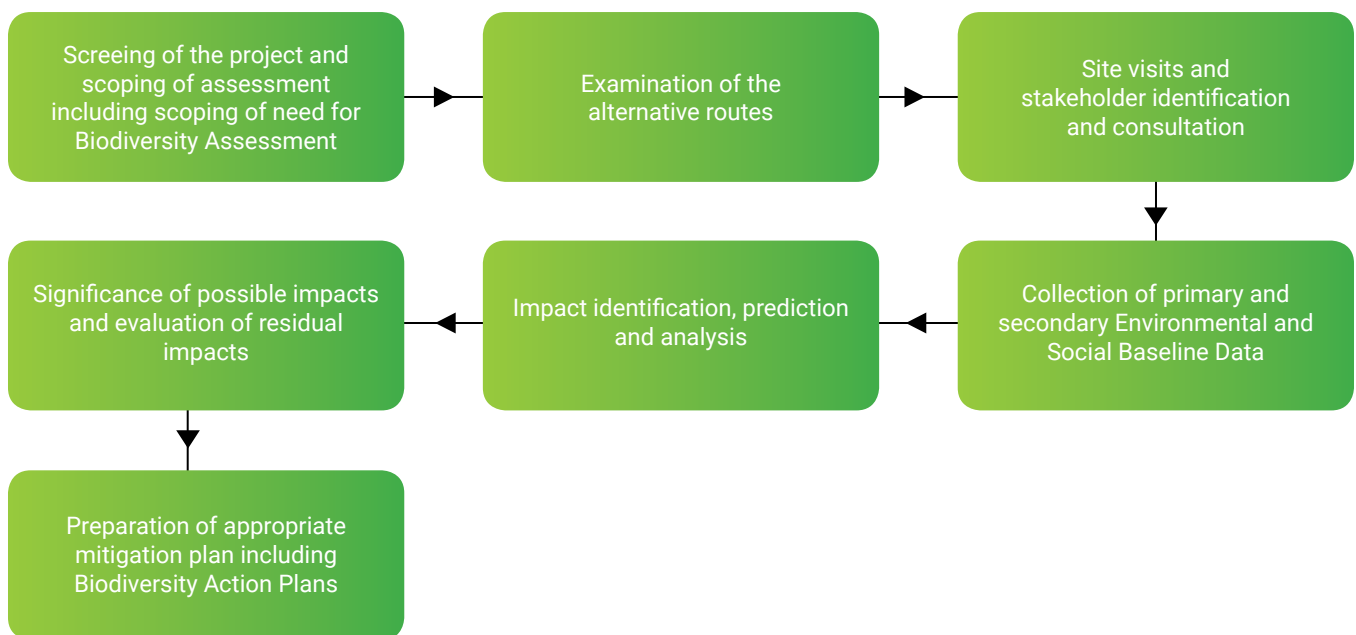 Screeing of the project and
scoping of assessment
including scoping of need for
Biodiversity Assessment
Examination of the
alternative routes
Site visits and
stakeholder identification
and consultation
Collection of primary and
secondary Environmental and
Social Baseline Data
Impact identification, prediction
and analysis
Significance of possible impacts
and evaluation of residual
impacts
Preparation of appropriate
mitigation plan including
Biodiversity Action Plans